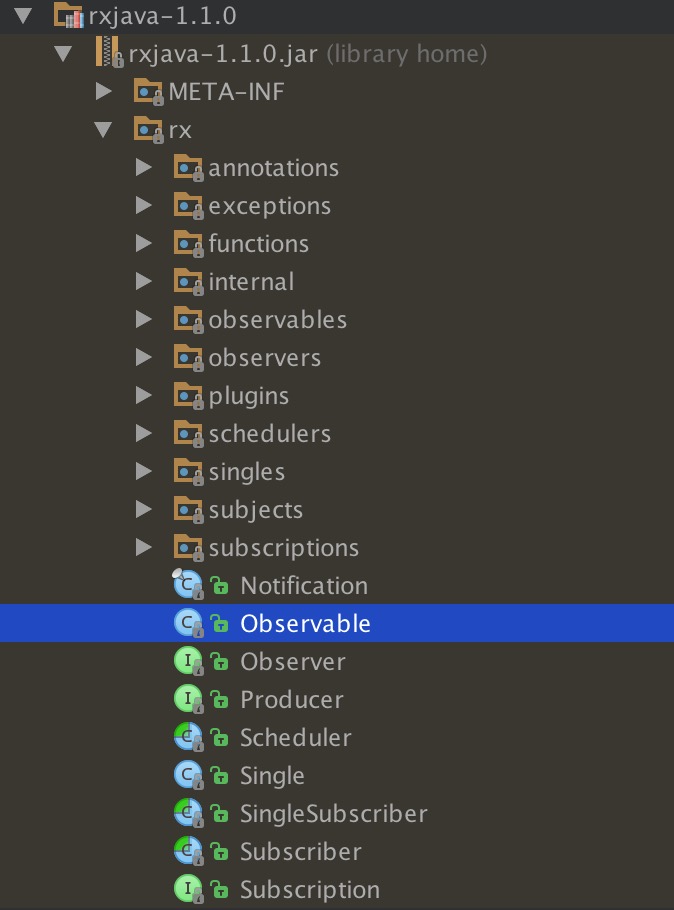 rxjava-1.1.0
rxjava-1.1.0.jar (library home)
META-INF
rx
annotations
exceptions
functions
internal
observables
observers
plugins
schedulers
singles
subjects
subscriptions
C Notification
C Observable
I Observer
I Producer
C Scheduler
C Single
C SingleSubscriber
C Subscriber
I Subscription